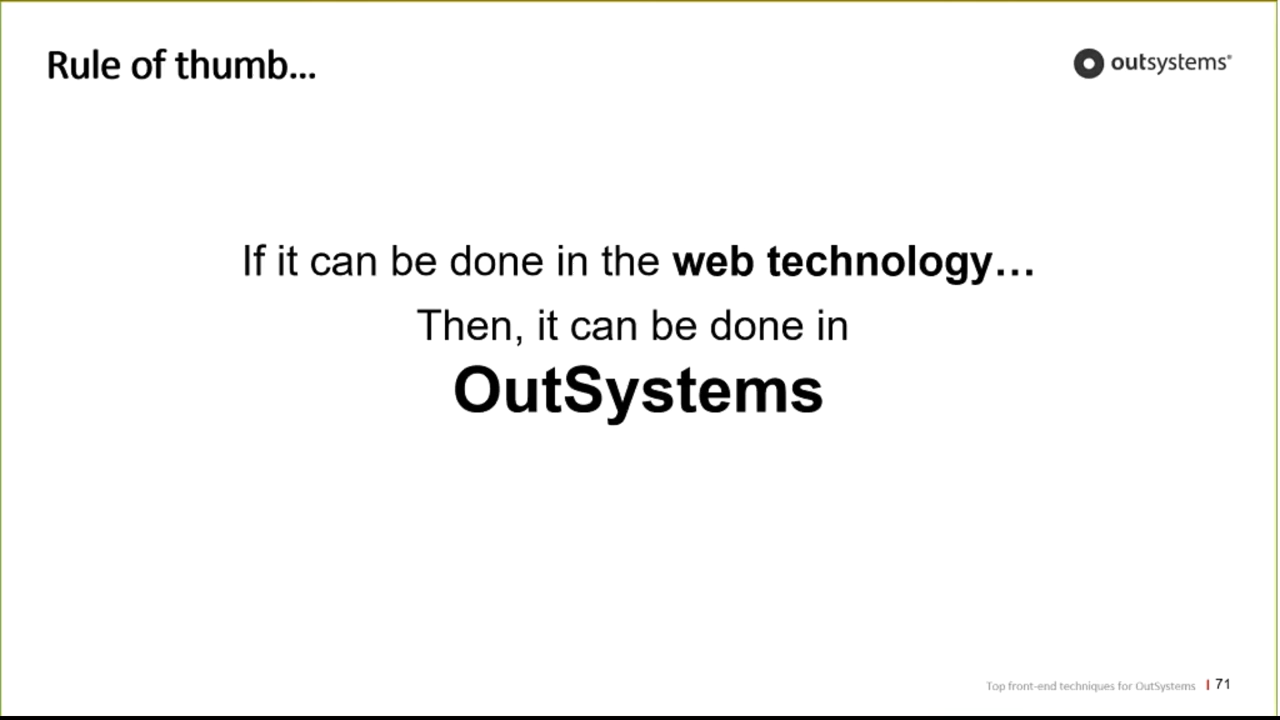 Rule of thumb...
outsystems®
If it can be done in the web technology...
Then, it can be done in
OutSystems
Top front-end techniques for OutSystems | 71